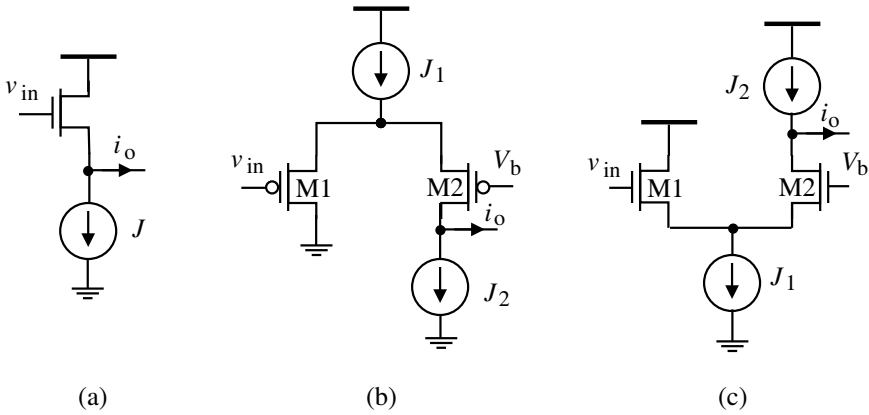 v_in
i_o
J
(a)
J_1
v_in
M1
M2
V_b
i_o
J_2
(b)
J_2
i_o
v_in
M1
M2
V_b
J_1
(c)